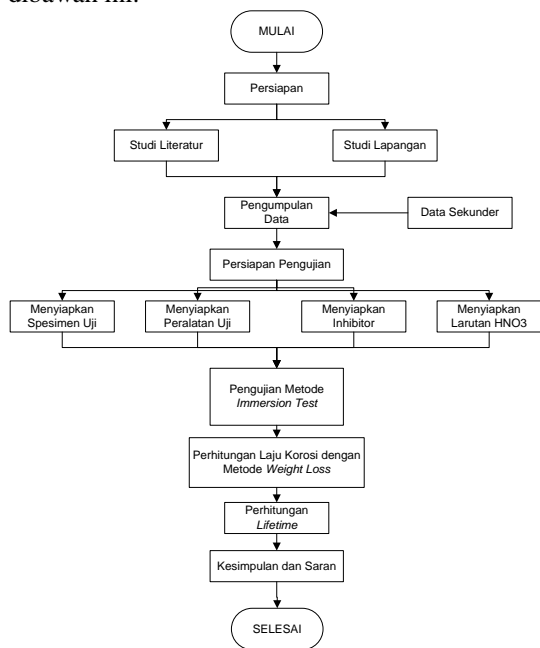 dibawah ini:
MULAI
Persiapan
Studi Literatur
Studi Lapangan
Pengumpulan
Data
Data Sekunder
Persiapan Pengujian
Menyiapkan
Spesimen Uji
Menyiapkan
Peralatan Uji
Menyiapkan
Inhibitor
Menyiapkan
Larutan HNO3
Pengujian Metode
Immersion Test
Perhitungan Laju Korosi dengan
Metode Weight Loss
Perhitungan
Lifetime
Kesimpulan dan Saran
SELESAI